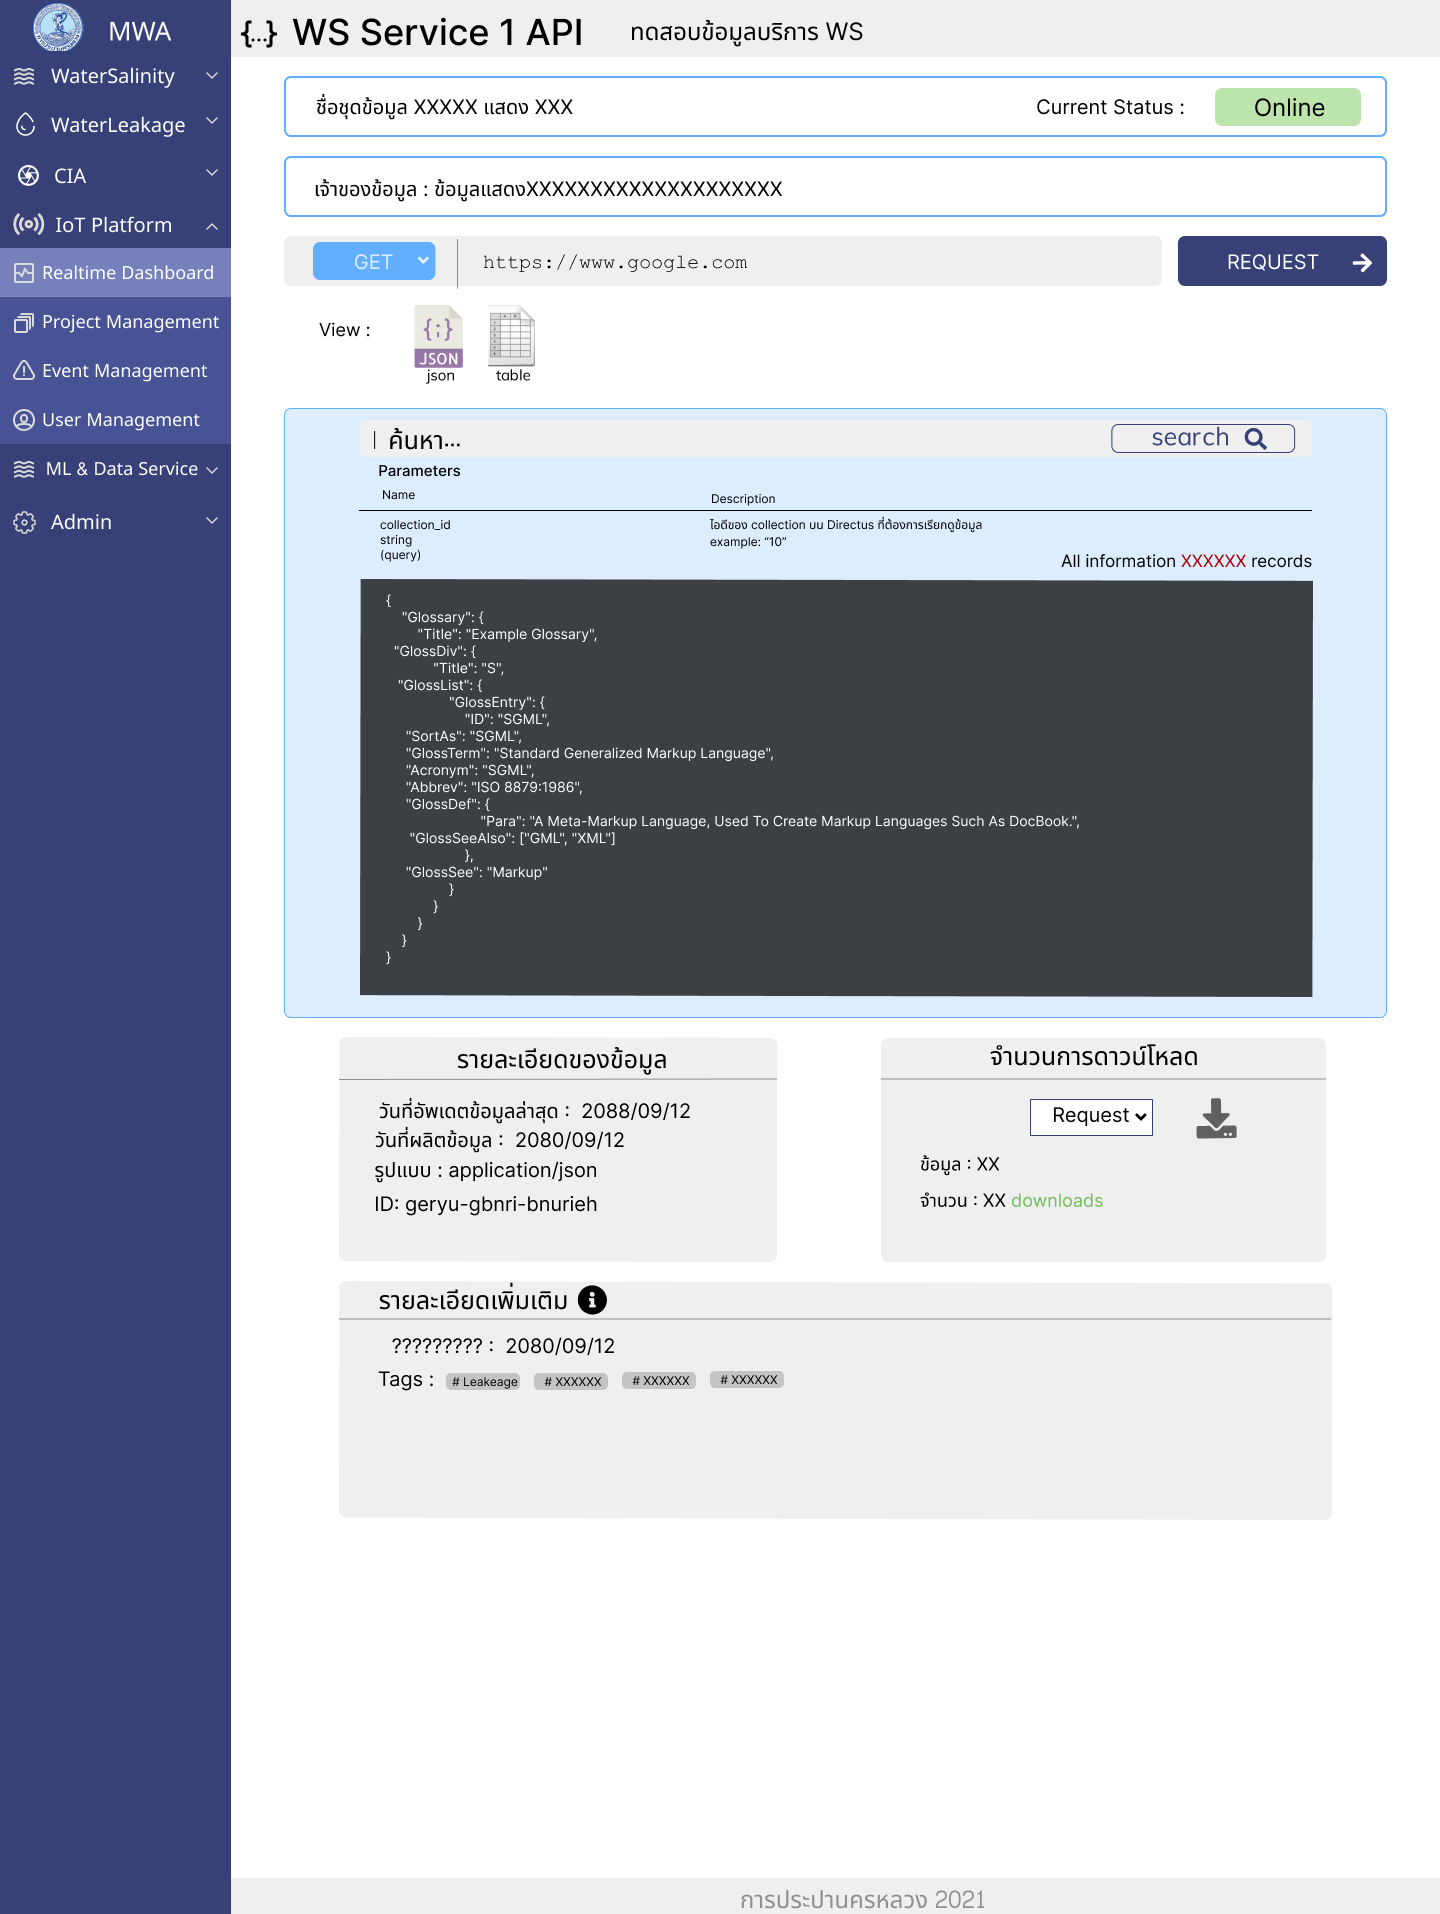 MWA
WaterSalinity
WaterLeakage
CIA
IoT Platform
Realtime Dashboard
Project Management
Event Management
User Management
ML & Data Service
Admin
{...} WS Service 1 API ทดสอบข้อมูลบริการ WS
ชื่อชุดข้อมูล XXXXX แสดง XXX Current Status : Online
เจ้าของข้อมูล : ข้อมูลแสดงXXXXXXXXXXXXXXXXXXXX
GET https://www.google.com REQUEST
View : {;} JSON json table
ค้นหา... search
Parameters
Name Description
collection_id ไอดีของ collection บน Directus ที่ต้องการเรียกดูข้อมูล
string example: “10”
(query)
All information XXXXXX records
{
"Glossary": {
"Title": "Example Glossary",
"GlossDiv": {
"Title": "S",
"GlossList": {
"GlossEntry": {
"ID": "SGML",
"SortAs": "SGML",
"GlossTerm": "Standard Generalized Markup Language",
"Acronym": "SGML",
"Abbrev": "ISO 8879:1986",
"GlossDef": {
"Para": "A Meta-Markup Language, Used To Create Markup Languages Such As DocBook.",
"GlossSeeAlso": ["GML", "XML"]
},
"GlossSee": "Markup"
}
}
}
}
}
รายละเอียดของข้อมูล
วันที่อัพเดตข้อมูลล่าสุด : 2088/09/12
วันที่ผลิตข้อมูล : 2080/09/12
รูปแบบ : application/json
ID: geryu-gbnri-bnurieh
จำนวนการดาวน์โหลด
Request
ข้อมูล : XX
จำนวน : XX downloads
รายละเอียดเพิ่มเติม
????????? : 2080/09/12
Tags : # Leakeage # XXXXXX # XXXXXX # XXXXXX
การประปานครหลวง 2021